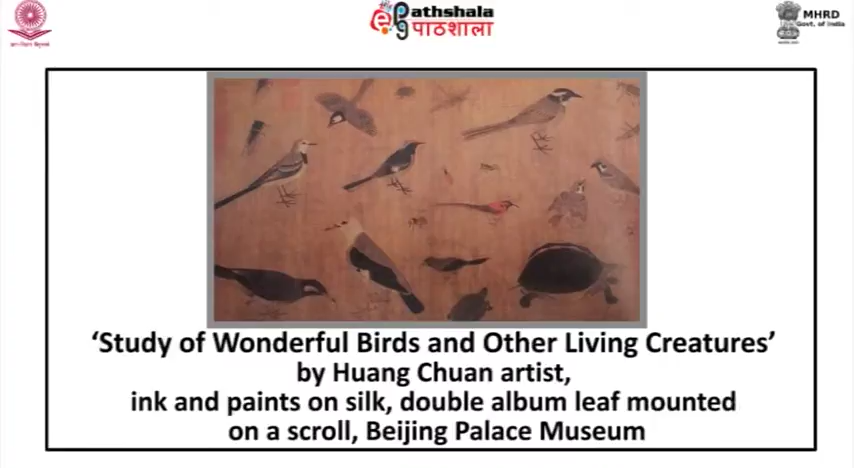 epathshala
पाठशाला
MHRD
Govt. of India
‘Study of Wonderful Birds and Other Living Creatures’
by Huang Chuan artist,
ink and paints on silk, double album leaf mounted
on a scroll, Beijing Palace Museum